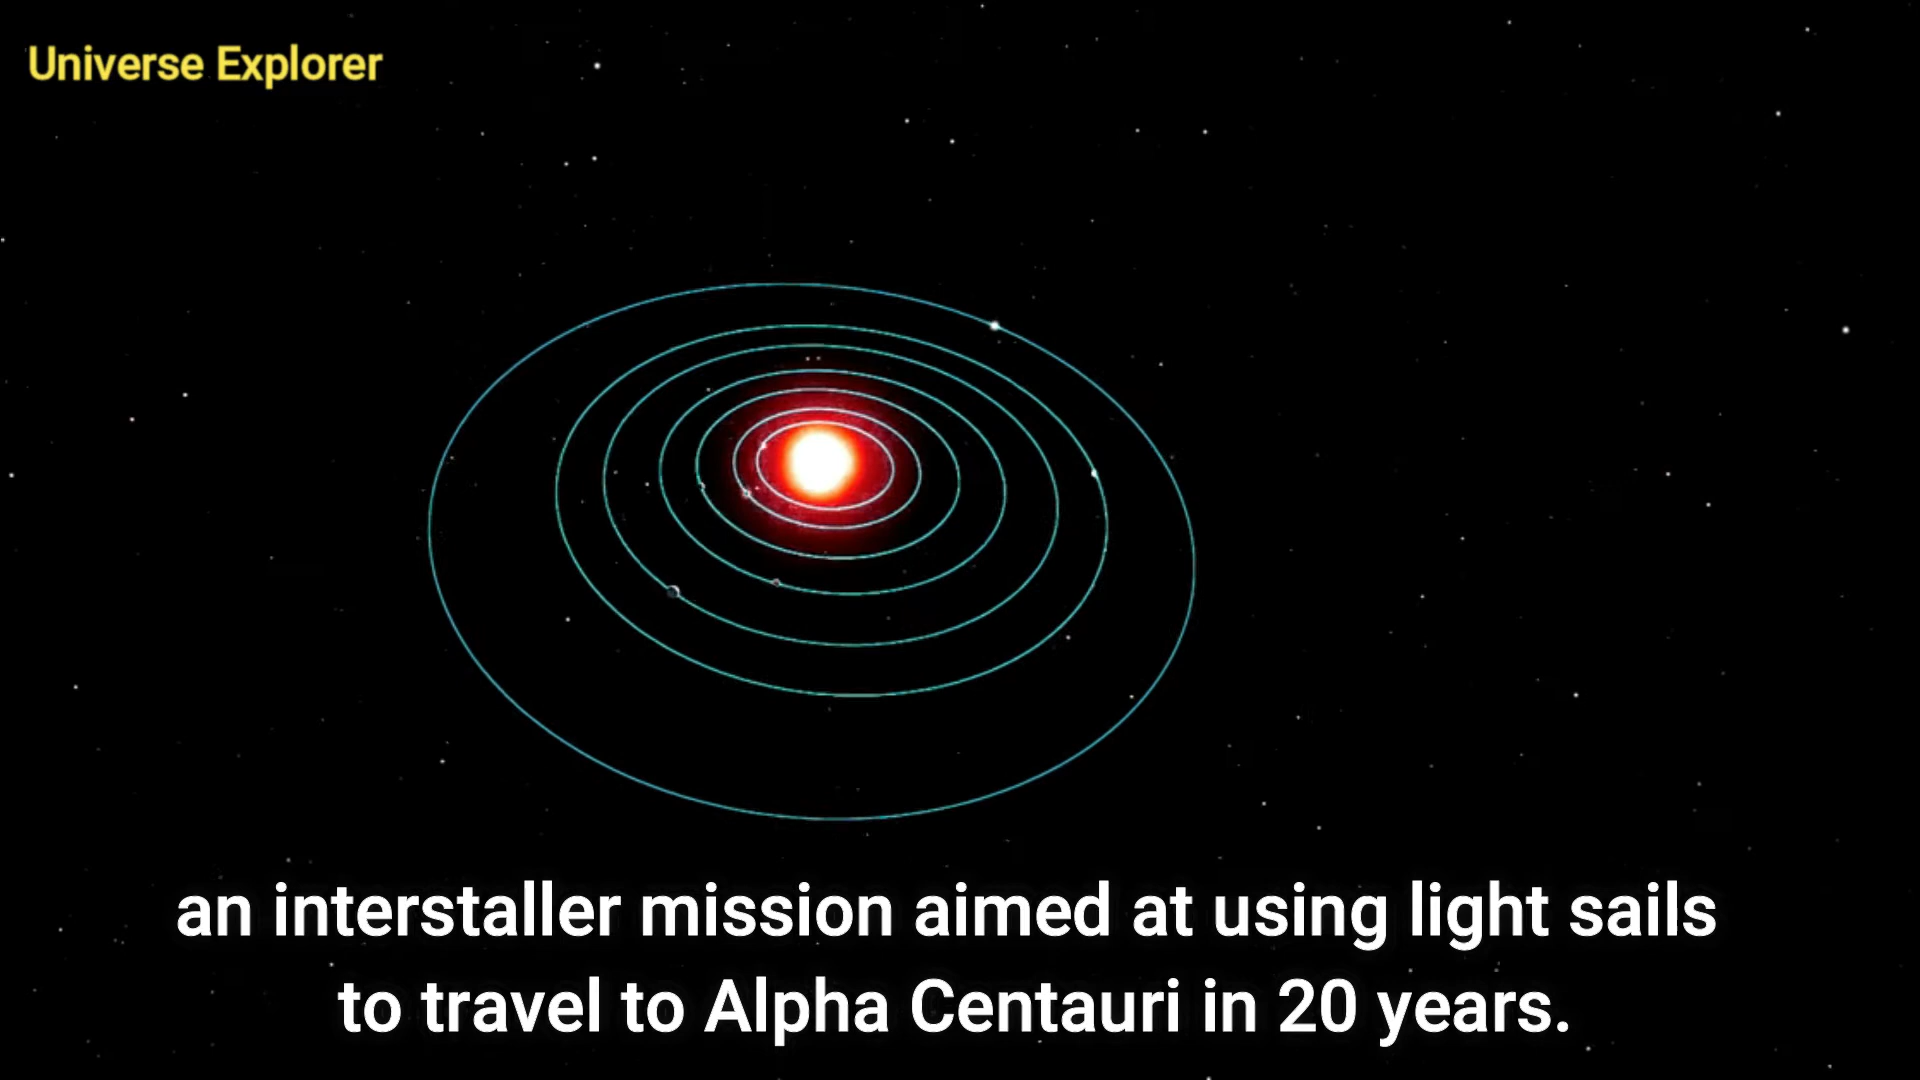 Universe Explorer
an interstaller mission aimed at using light sails
to travel to Alpha Centauri in 20 years.